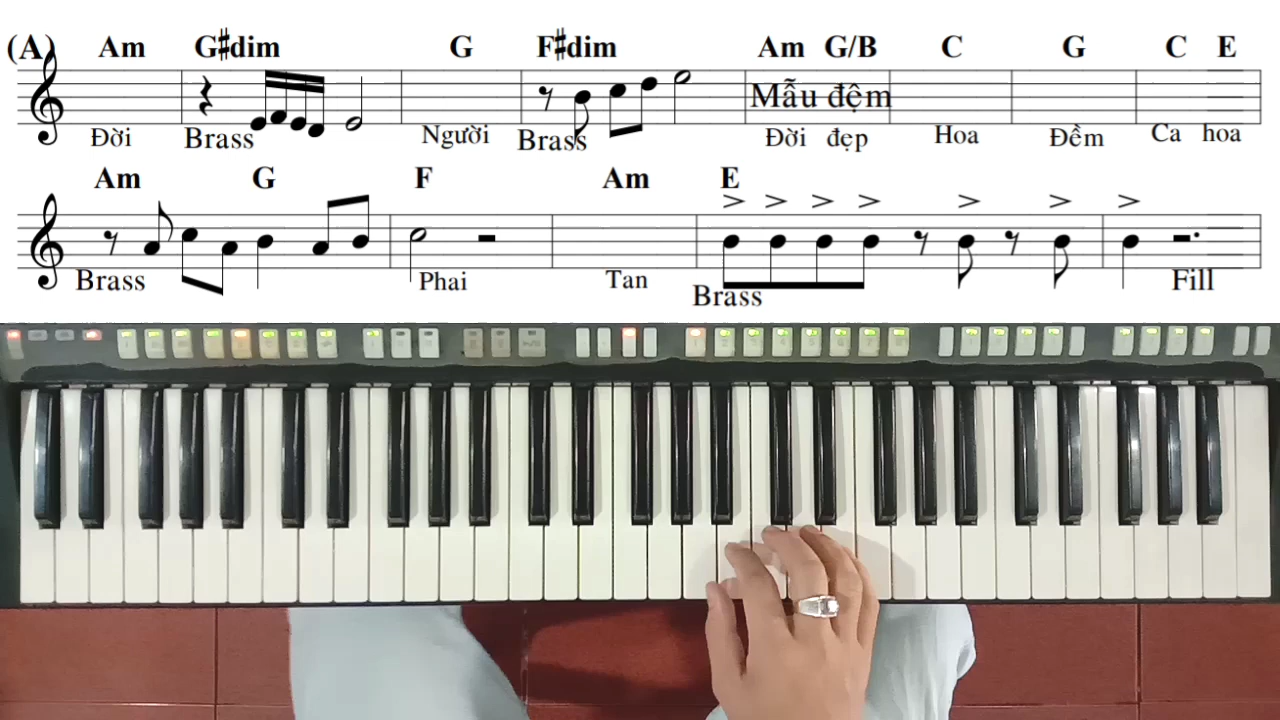 (A) Am G♯dim G F♯dim Am G/B C G C E
Mẫu đệm
Đời Brass Người Brass Đời đẹp Hoa Đềm Ca hoa
Am G F Am E
Brass Phai Tan Brass Fill